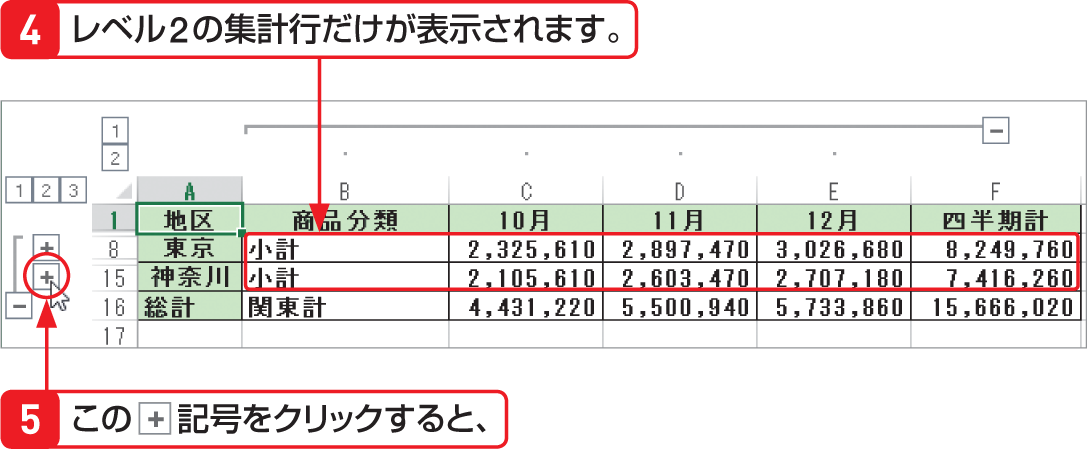 4 レベル2の集計行だけが表示されます。
1
2
1 2 3 A B C D E F
1 地区 商品分類 10月 11月 12月 四半期計
8 東京 小計 2,325,610 2,897,470 3,026,680 8,249,760
15 神奈川 小計 2,105,610 2,603,470 2,707,180 7,416,260
16 総計 関東計 4,431,220 5,500,940 5,733,860 15,666,020
17
5 この+記号をクリックすると、